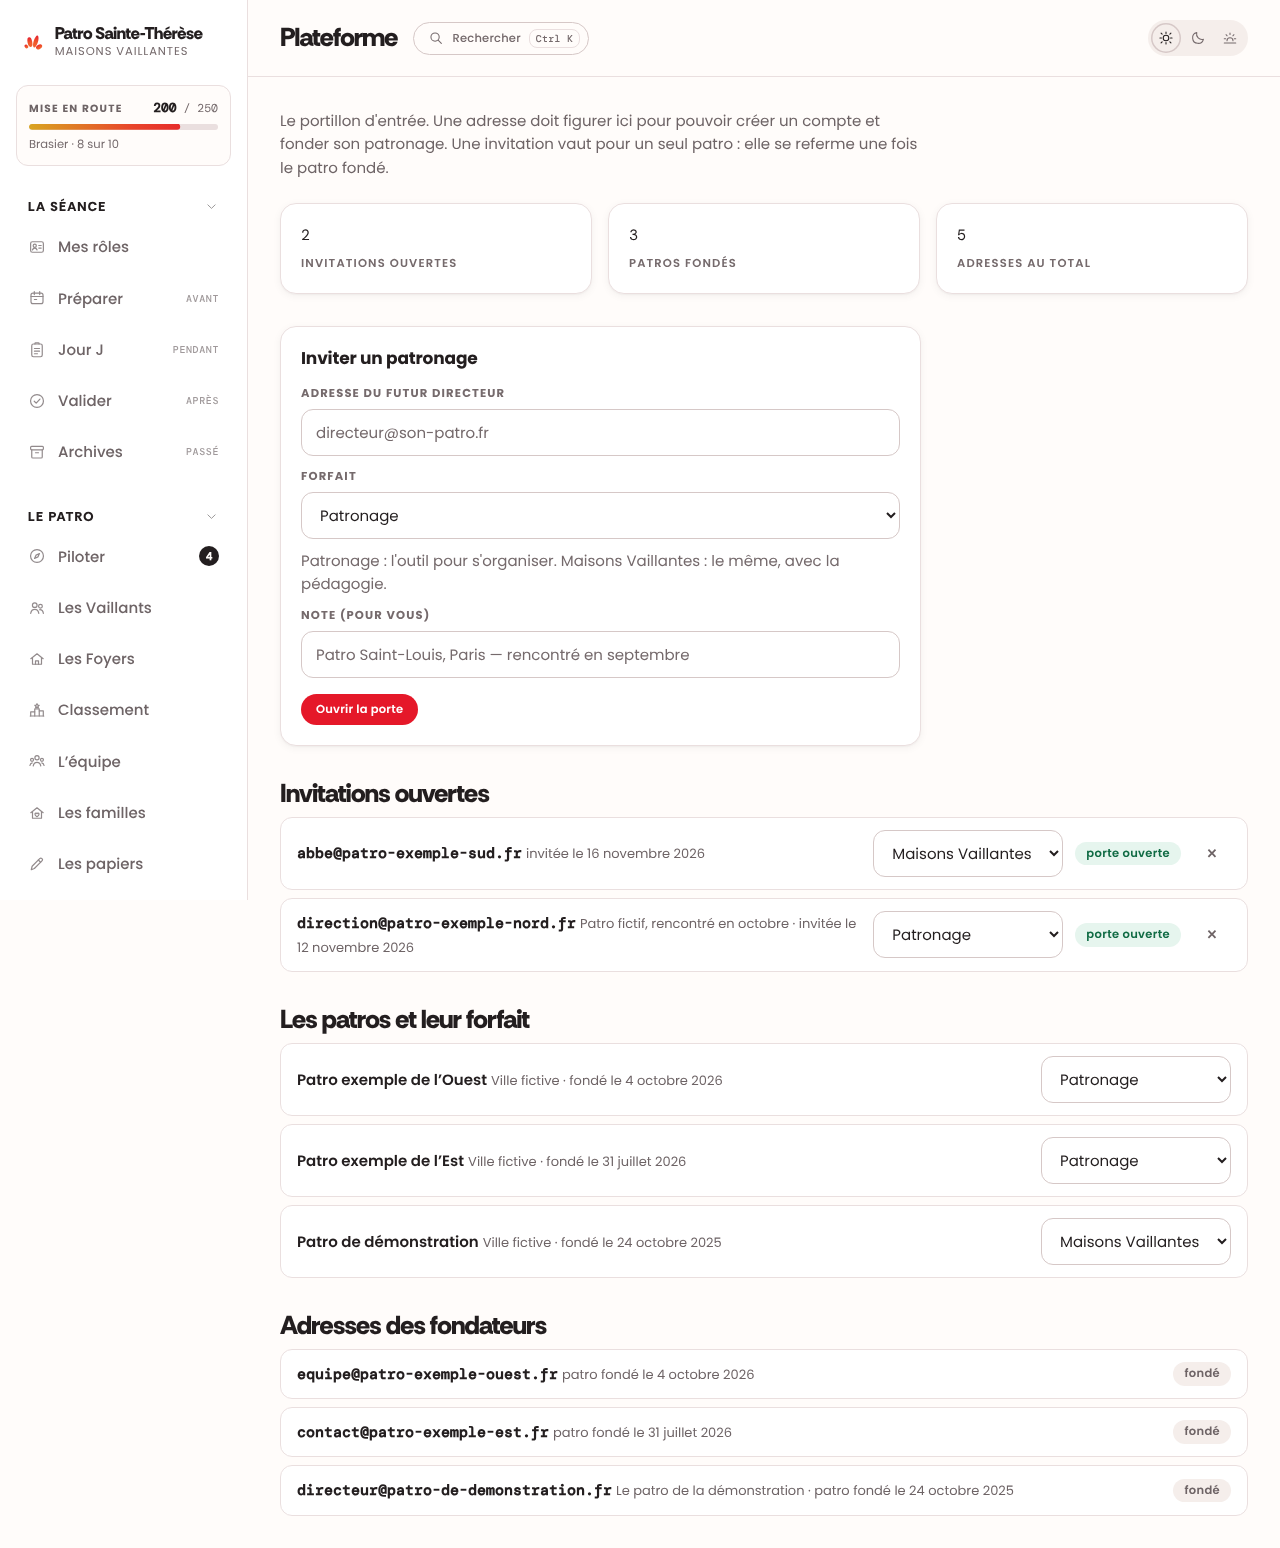 Patro Sainte-Thérèse
MAISONS VAILLANTES
MISE EN ROUTE 200 / 250
Brasier · 8 sur 10
LA SÉANCE
Mes rôles
Préparer AVANT
Jour J PENDANT
Valider APRÈS
Archives PASSÉ
LE PATRO
Piloter 4
Les Vaillants
Les Foyers
Classement
L’équipe
Les familles
Les papiers
Plateforme
Rechercher Ctrl K
Le portillon d'entrée. Une adresse doit figurer ici pour pouvoir créer un compte et
fonder son patronage. Une invitation vaut pour un seul patro : elle se referme une fois
le patro fondé.
2
INVITATIONS OUVERTES
3
PATROS FONDÉS
5
ADRESSES AU TOTAL
Inviter un patronage
ADRESSE DU FUTUR DIRECTEUR
directeur@son-patro.fr
FORFAIT
Patronage
Patronage : l'outil pour s'organiser. Maisons Vaillantes : le même, avec la
pédagogie.
NOTE (POUR VOUS)
Patro Saint-Louis, Paris — rencontré en septembre
Ouvrir la porte
Invitations ouvertes
abbe@patro-exemple-sud.fr invitée le 16 novembre 2026 Maisons Vaillantes porte ouverte ×
direction@patro-exemple-nord.fr Patro fictif, rencontré en octobre · invitée le
12 novembre 2026 Patronage porte ouverte ×
Les patros et leur forfait
Patro exemple de l’Ouest Ville fictive · fondé le 4 octobre 2026 Patronage
Patro exemple de l’Est Ville fictive · fondé le 31 juillet 2026 Patronage
Patro de démonstration Ville fictive · fondé le 24 octobre 2025 Maisons Vaillantes
Adresses des fondateurs
equipe@patro-exemple-ouest.fr patro fondé le 4 octobre 2026 fondé
contact@patro-exemple-est.fr patro fondé le 31 juillet 2026 fondé
directeur@patro-de-demonstration.fr Le patro de la démonstration · patro fondé le 24 octobre 2025 fondé